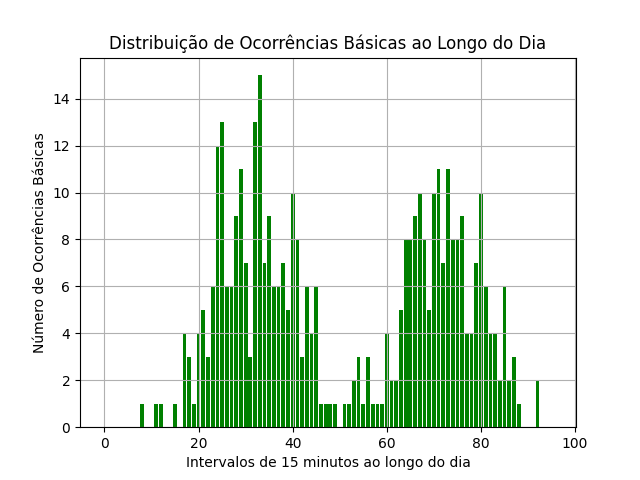 Distribuição de Ocorrências Básicas ao Longo do Dia
Número de Ocorrências Básicas
14
12
10
8
6
4
2
0
0 20 40 60 80 100
Intervalos de 15 minutos ao longo do dia